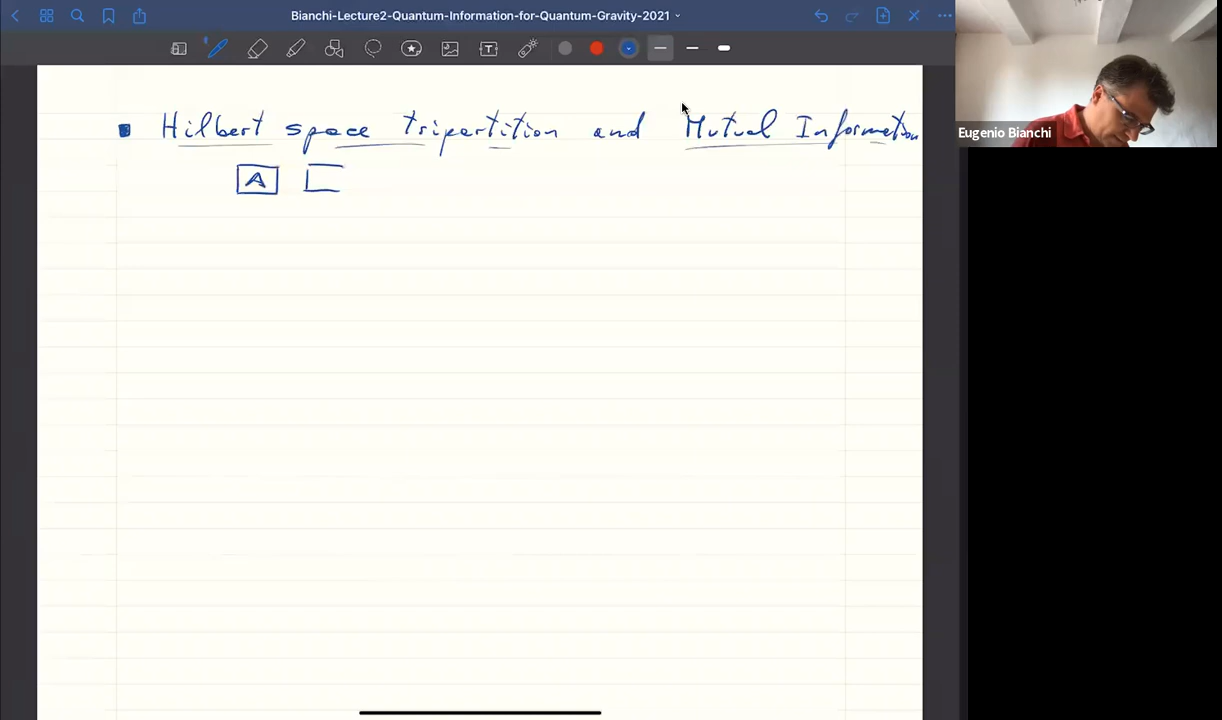 Bianchi-Lecture2-Quantum-Information-for-Quantum-Gravity-2021
Eugenio Bianchi
Hilbert space tripartition and Mutual Information
A